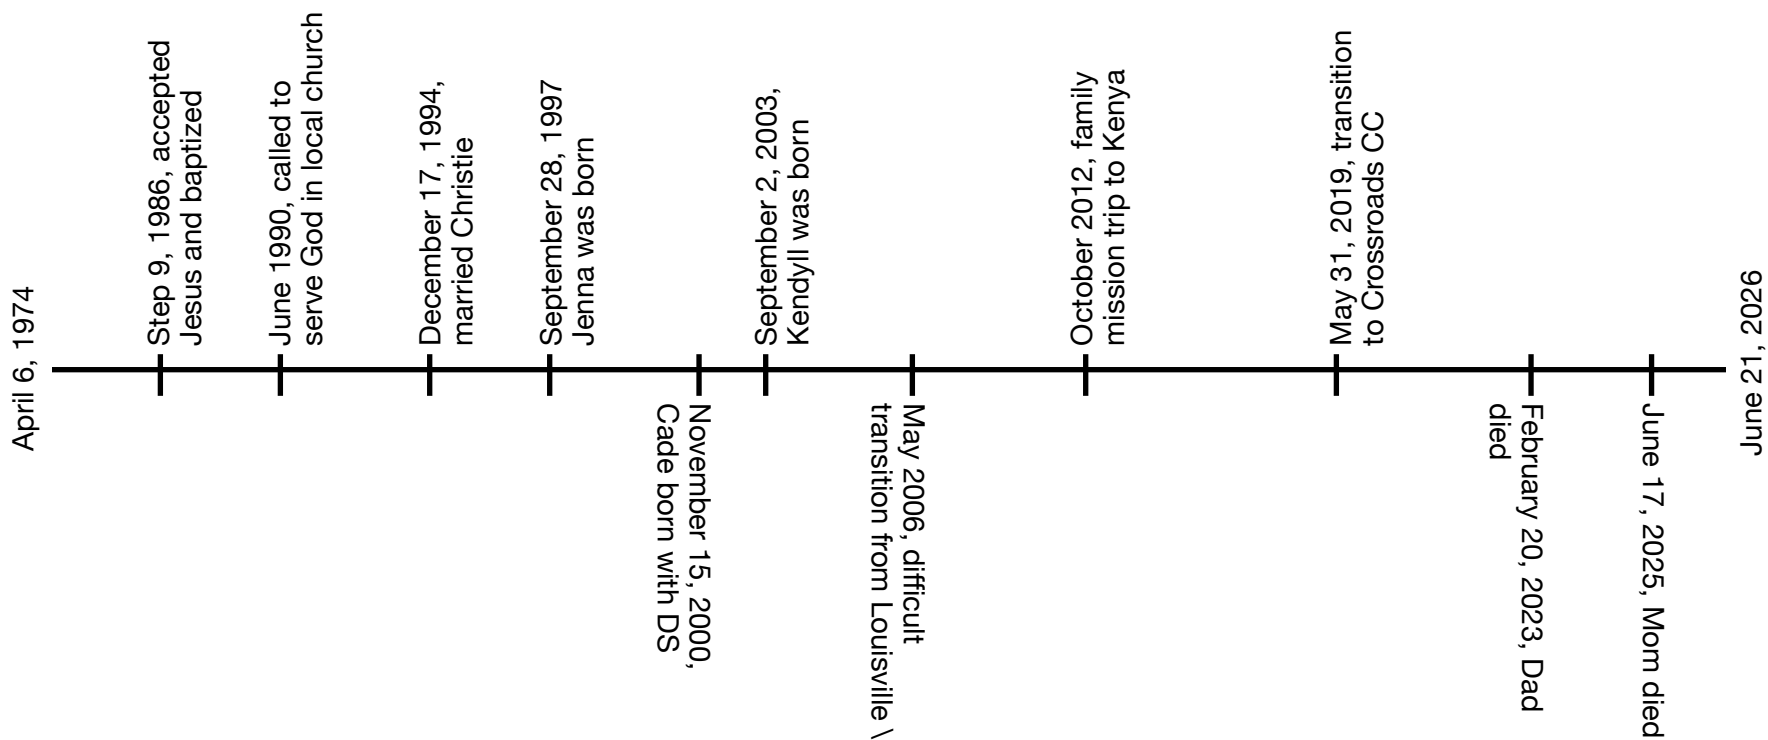 April 6, 1974
Step 9, 1986, accepted
Jesus and baptized
June 1990, called to
serve God in local church
December 17, 1994,
married Christie
September 28, 1997
Jenna was born
November 15, 2000,
Cade born with DS
September 2, 2003,
Kendyll was born
May 2006, difficult
transition from Louisville \
October 2012, family
mission trip to Kenya
May 31, 2019, transition
to Crossroads CC
February 20, 2023, Dad
died
June 17, 2025, Mom died
June 21, 2026